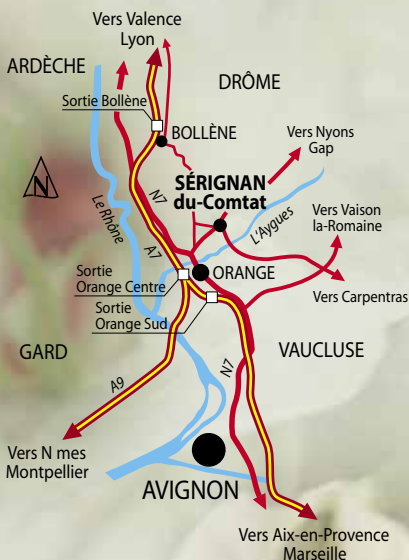 Vers Valence
Lyon
ARDÈCHE
DRÔME
Sortie Bollène
BOLLÈNE
Vers Nyons
Gap
N
SÉRIGNAN
du-Comtat
N7
Le Rhône
A7
L'Aygues
Vers Vaison
la-Romaine
Sortie
Orange Centre
ORANGE
Vers Carpentras
Sortie
Orange Sud
GARD
VAUCLUSE
N7
A9
Vers N mes
Montpellier
AVIGNON
Vers Aix-en-Provence
Marseille